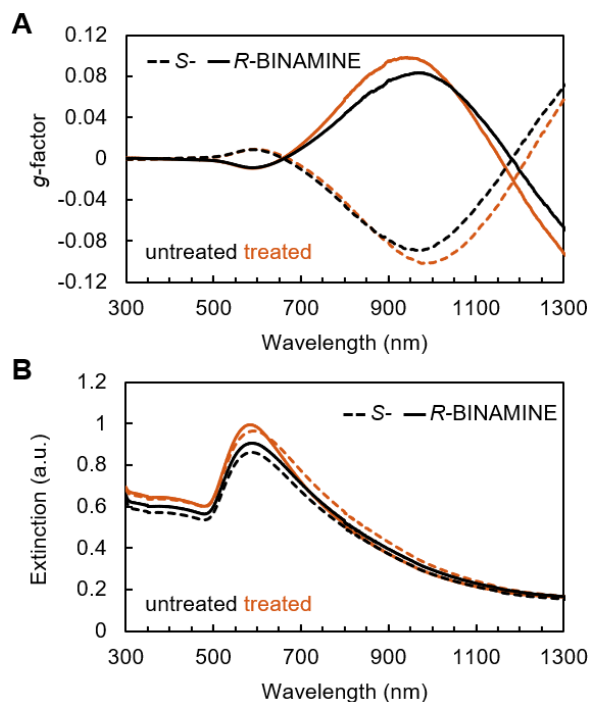 A
0.12
0.08
0.04
0
-0.04
-0.08
-0.12
g-factor
S- R-BINAMINE
untreated treated
300 500 700 900 1100 1300
Wavelength (nm)
B
1.2
1
0.8
0.6
0.4
0.2
0
Extinction (a.u.)
S- R-BINAMINE
untreated treated
300 500 700 900 1100 1300
Wavelength (nm)